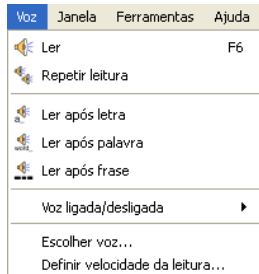 Voz Janela Ferramentas Ajuda
Ler F6
Repetir leitura
Ler após letra
Ler após palavra
Ler após frase
Voz ligada/desligada
Escolher voz...
Definir velocidade da leitura...